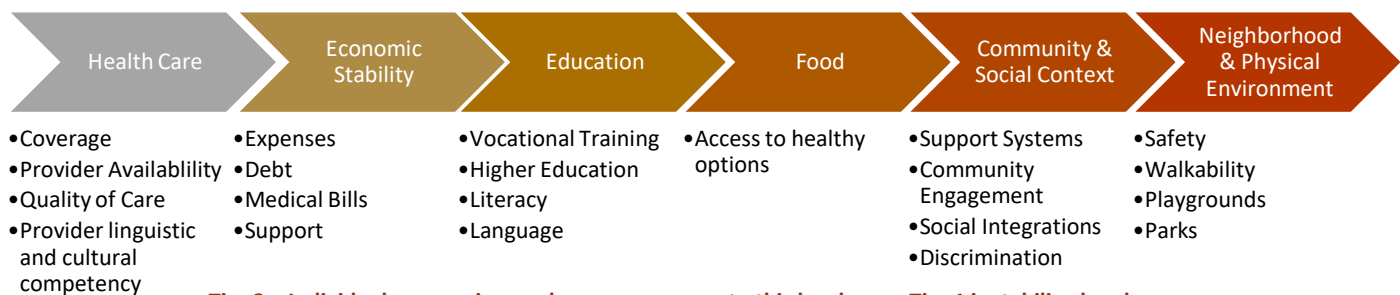 Health Care
Economic
Stability
Education
Food
Community &
Social Context
Neighborhood
& Physical
Environment
•Coverage
•Provider Availablility
•Quality of Care
•Provider linguistic
and cultural
competency
•Expenses
•Debt
•Medical Bills
•Support
•Vocational Training
•Higher Education
•Literacy
•Language
•Access to healthy
options
•Support Systems
•Community
Engagement
•Social Integrations
•Discrimination
•Safety
•Walkability
•Playgrounds
•Parks